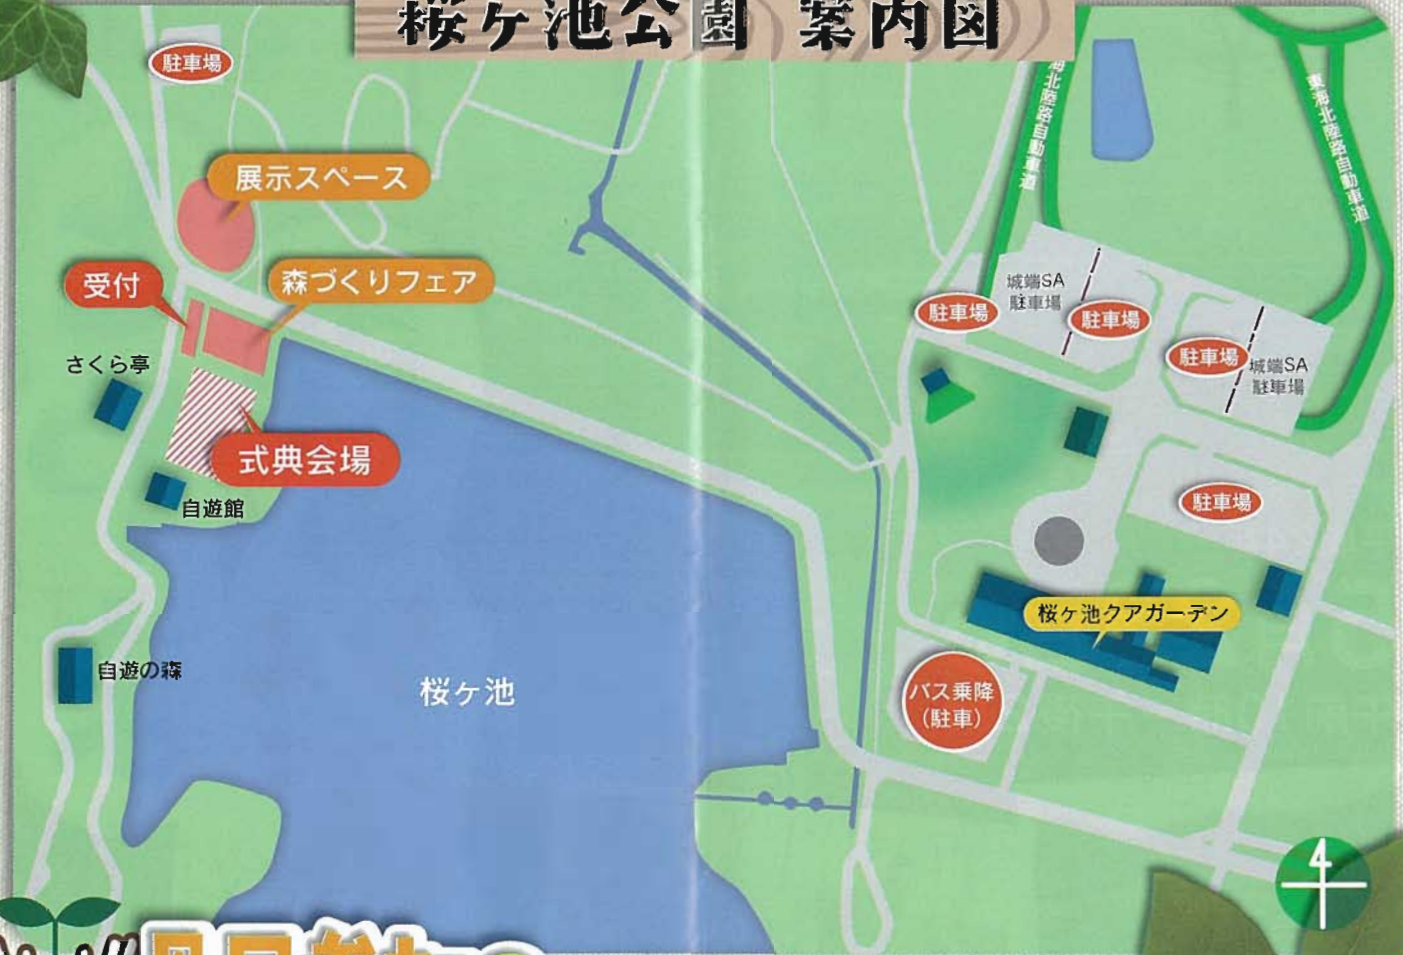 桜ヶ池公園 案内図
駐車場
展示スペース
受付
森づくりフェア
さくら亭
式典会場
自遊館
自遊の森
桜ヶ池
海北陸路自動車道
東海北陸路自動車道
城端SA
駐車場
駐車場
駐車場
駐車場
城端SA
駐車場
駐車場
桜ヶ池クアガーデン
バス乗降
(駐車)
4